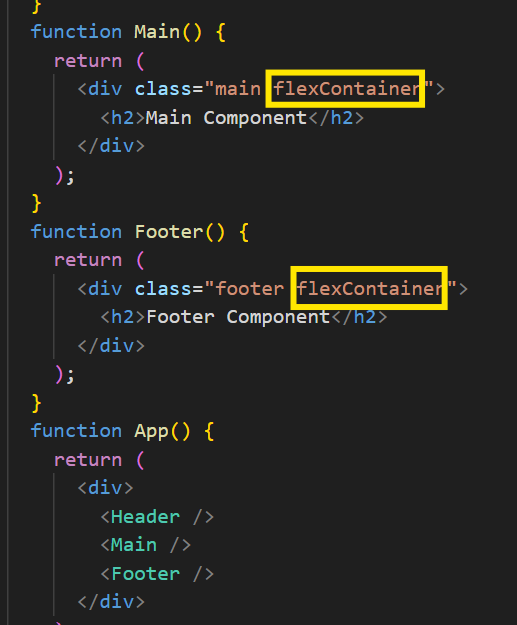 }
function Main() {
return (
<div class="main flexContainer">
<h2>Main Component</h2>
</div>
);
}
function Footer() {
return (
<div class="footer flexContainer">
<h2>Footer Component</h2>
</div>
);
}
function App() {
return (
<div>
<Header />
<Main />
<Footer />
</div>